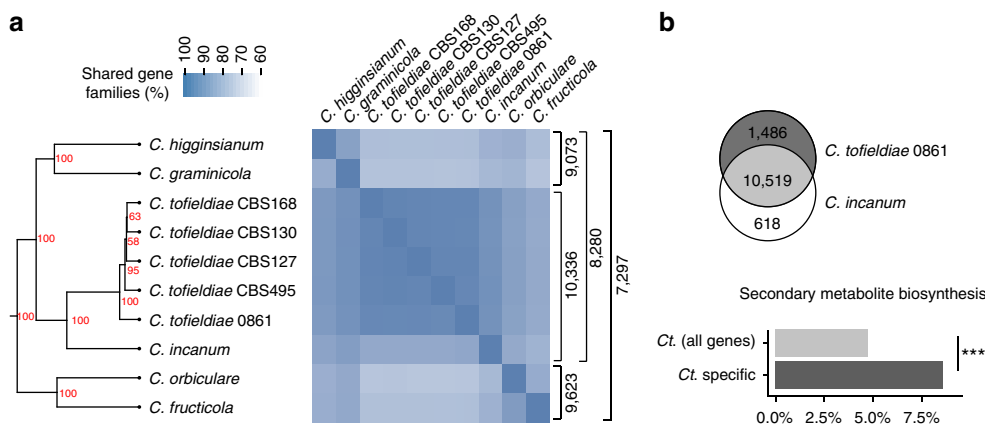 a
b
Shared gene
families (%)
100
90
80
70
60
C. higginsianum
C. graminicola
C. tofieldiae CBS168
C. tofieldiae CBS130
C. tofieldiae CBS127
C. tofieldiae CBS495
C. tofieldiae 0861
C. incanum
C. orbiculare
C. fructicola
C. higginsianum
C. graminicola
C. tofieldiae CBS168
C. tofieldiae CBS130
C. tofieldiae CBS127
C. tofieldiae CBS495
C. tofieldiae 0861
C. incanum
C. orbiculare
C. fructicola
100
100
63
58
95
100
100
100
9,073
10,336
9,623
8,280
7,297
1,486
10,519
618
C. tofieldiae 0861
C. incanum
Secondary metabolite biosynthesis
Ct. (all genes)
Ct. specific
***
0.0%
2.5%
5.0%
7.5%